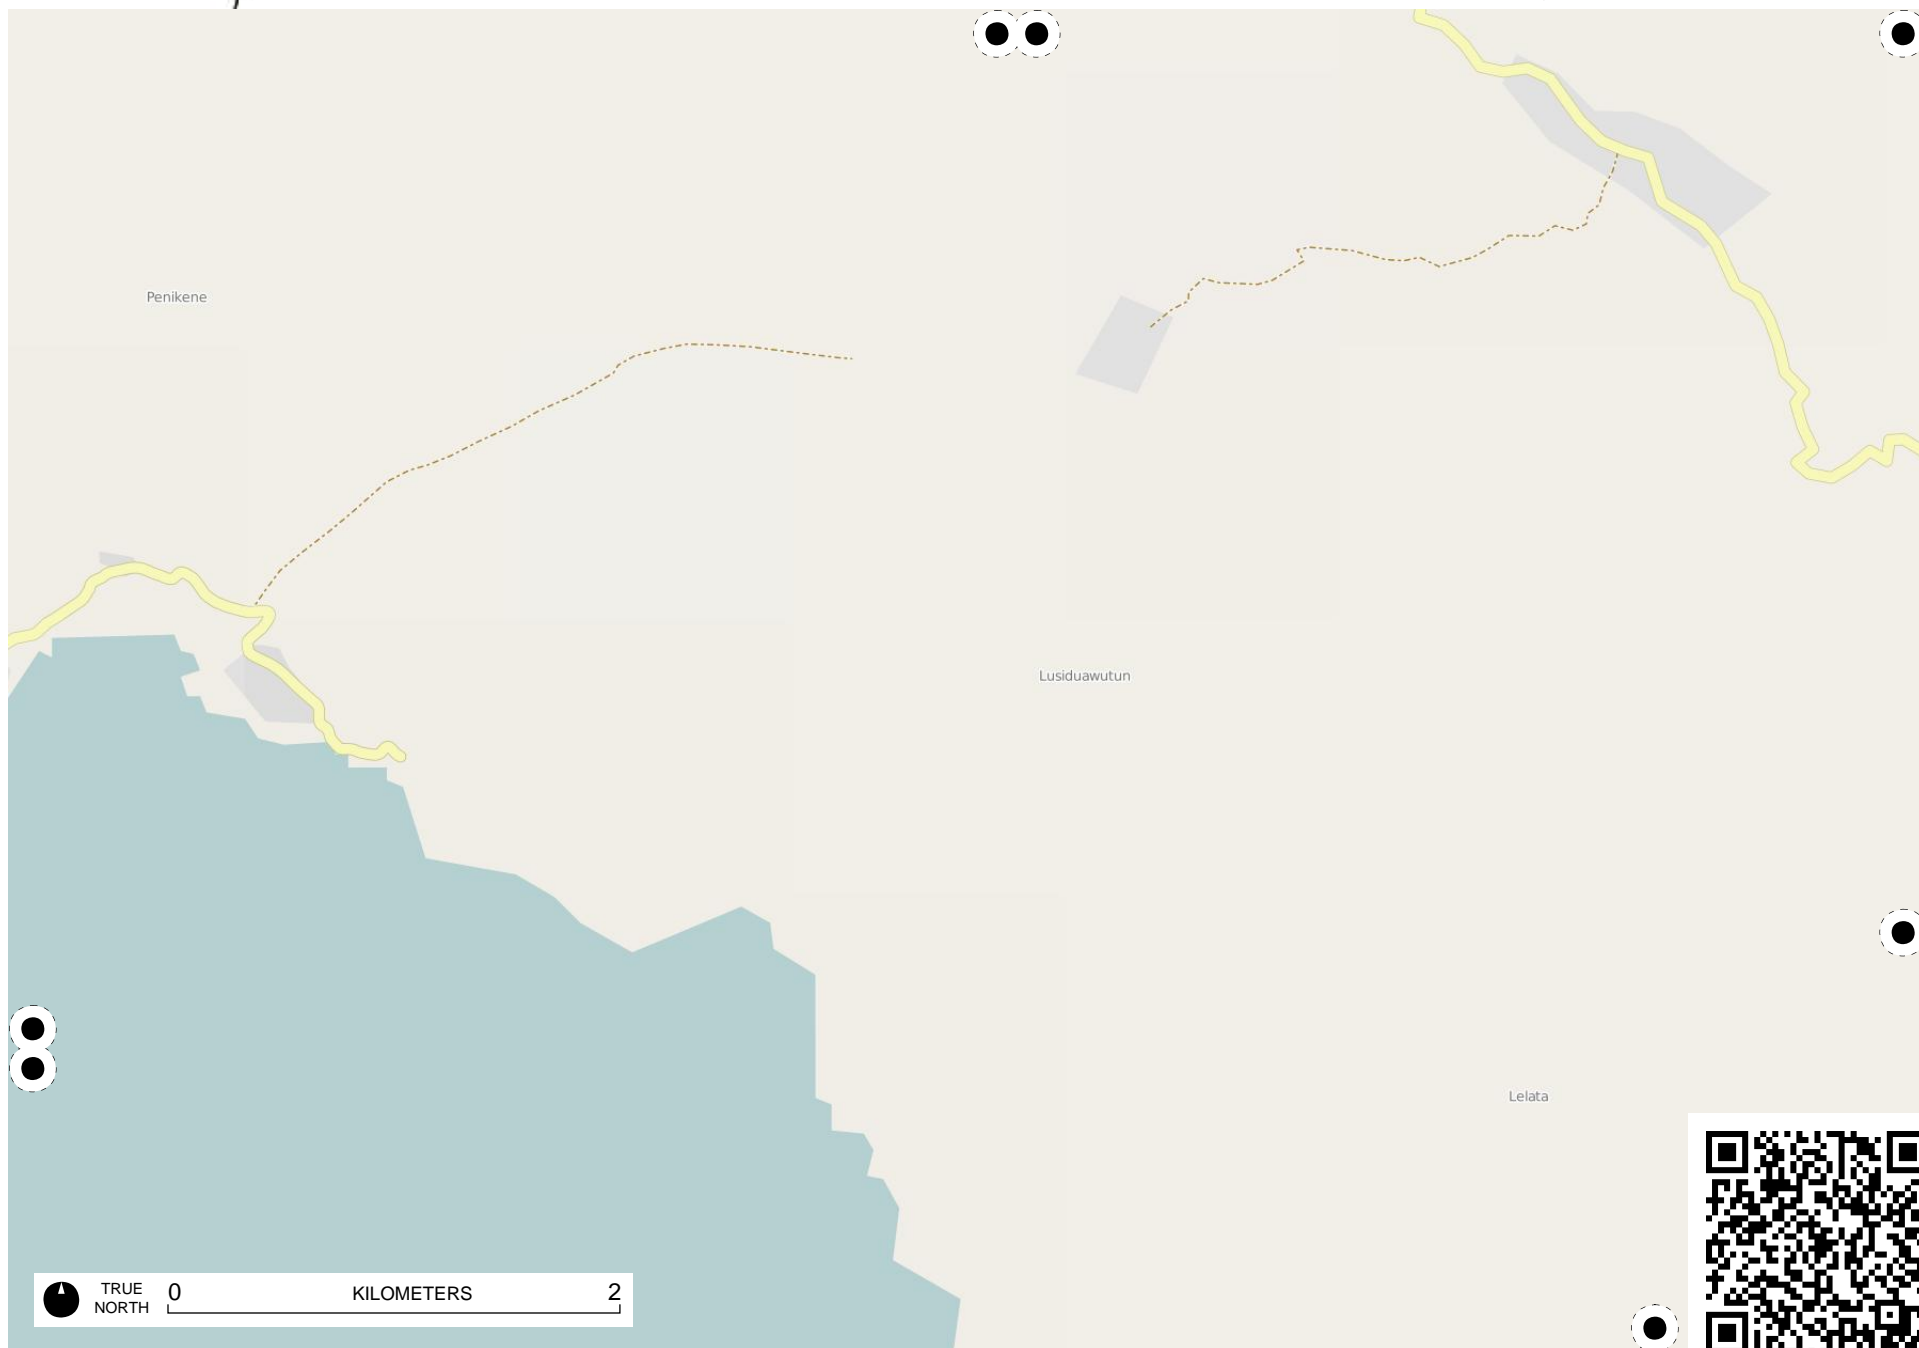 Penikene
Lusiduawutun
Lelata
TRUE
NORTH
0 KILOMETERS 2